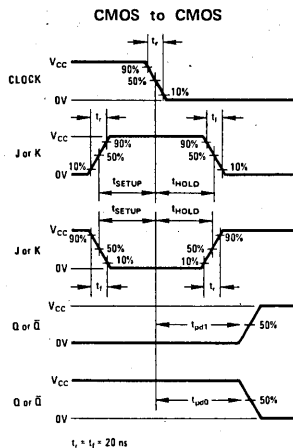 CMOS to CMOS
tr
VCC
90%
50%
CLOCK
10%
0V
tr
tf
VCC
90%
90%
J or K
50%
50%
10%
10%
0V
tSETUP
tHOLD
tSETUP
tHOLD
VCC
90%
90%
J or K
50%
50%
10%
10%
0V
tf
tr
VCC
Q or Q̅
tpd1
50%
0V
VCC
Q or Q̅
tpd0
50%
0V
tr = tf = 20 ns